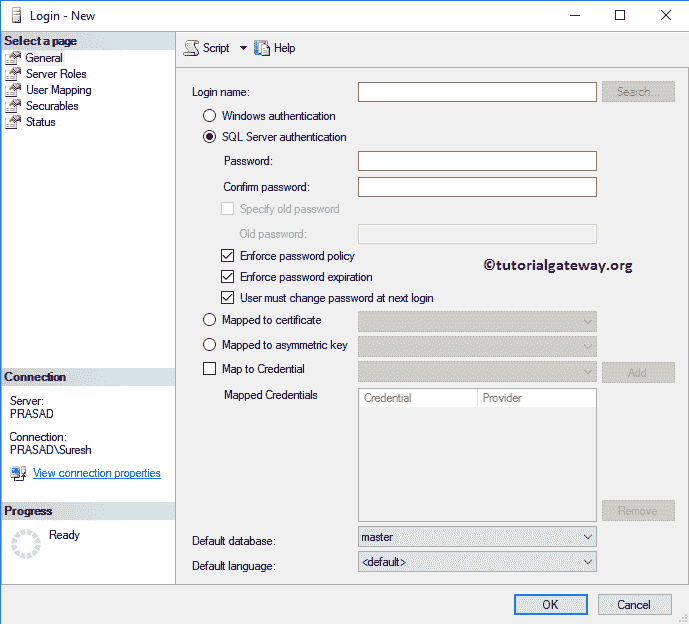 Login - New
Select a page
General
Server Roles
User Mapping
Securables
Status
Script
Help
Login name:
Search...
Windows authentication
SQL Server authentication
Password:
Confirm password:
Specify old password
Old password:
Enforce password policy
©tutorialgateway.org
Enforce password expiration
User must change password at next login
Mapped to certificate
Mapped to asymmetric key
Map to Credential
Add
Mapped Credentials
Credential Provider
Remove
Default database:
master
Default language:
<default>
Connection
Server:
PRASAD
Connection:
PRASAD\Suresh
View connection properties
Progress
Ready
OK
Cancel